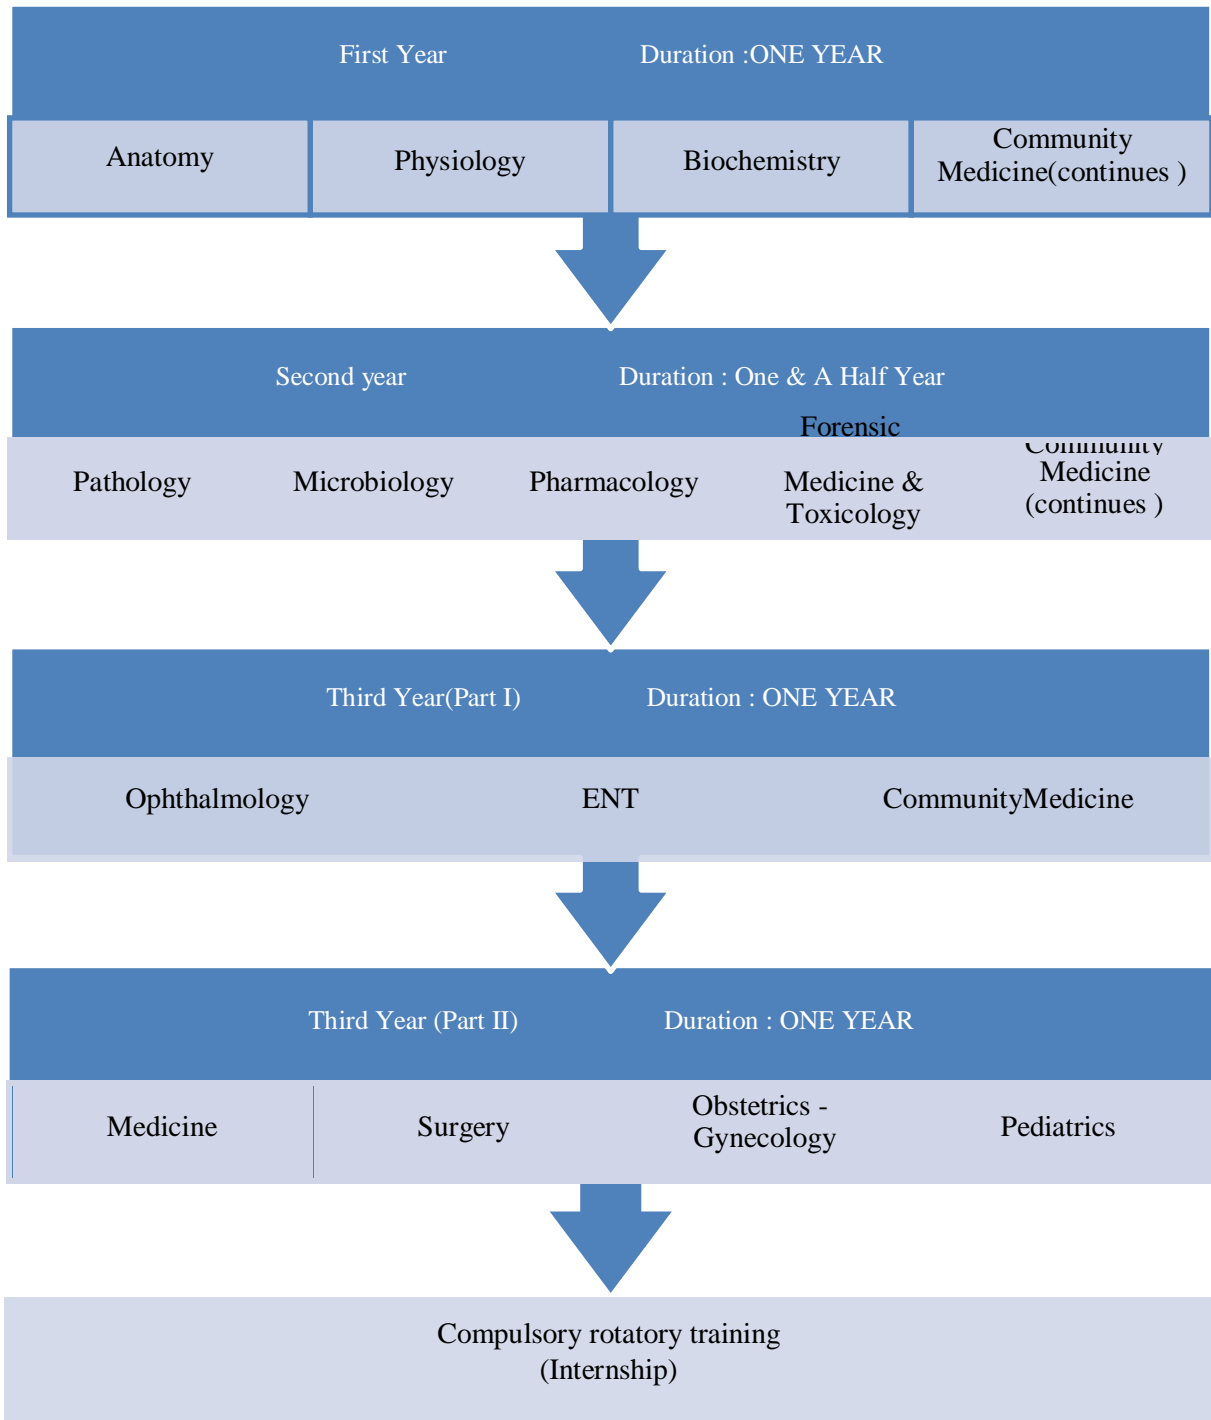 First Year Duration :ONE YEAR
Anatomy
Physiology
Biochemistry
Community
Medicine(continues )
Second year Duration : One & A Half Year
Pathology
Microbiology
Pharmacology
Forensic
Medicine &
Toxicology
Community
Medicine
(continues )
Third Year(Part I) Duration : ONE YEAR
Ophthalmology
ENT
CommunityMedicine
Third Year (Part II) Duration : ONE YEAR
Medicine
Surgery
Obstetrics -
Gynecology
Pediatrics
Compulsory rotatory training
(Internship)